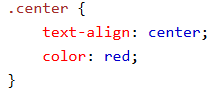 .center {
    text-align: center;
    color: red;
}